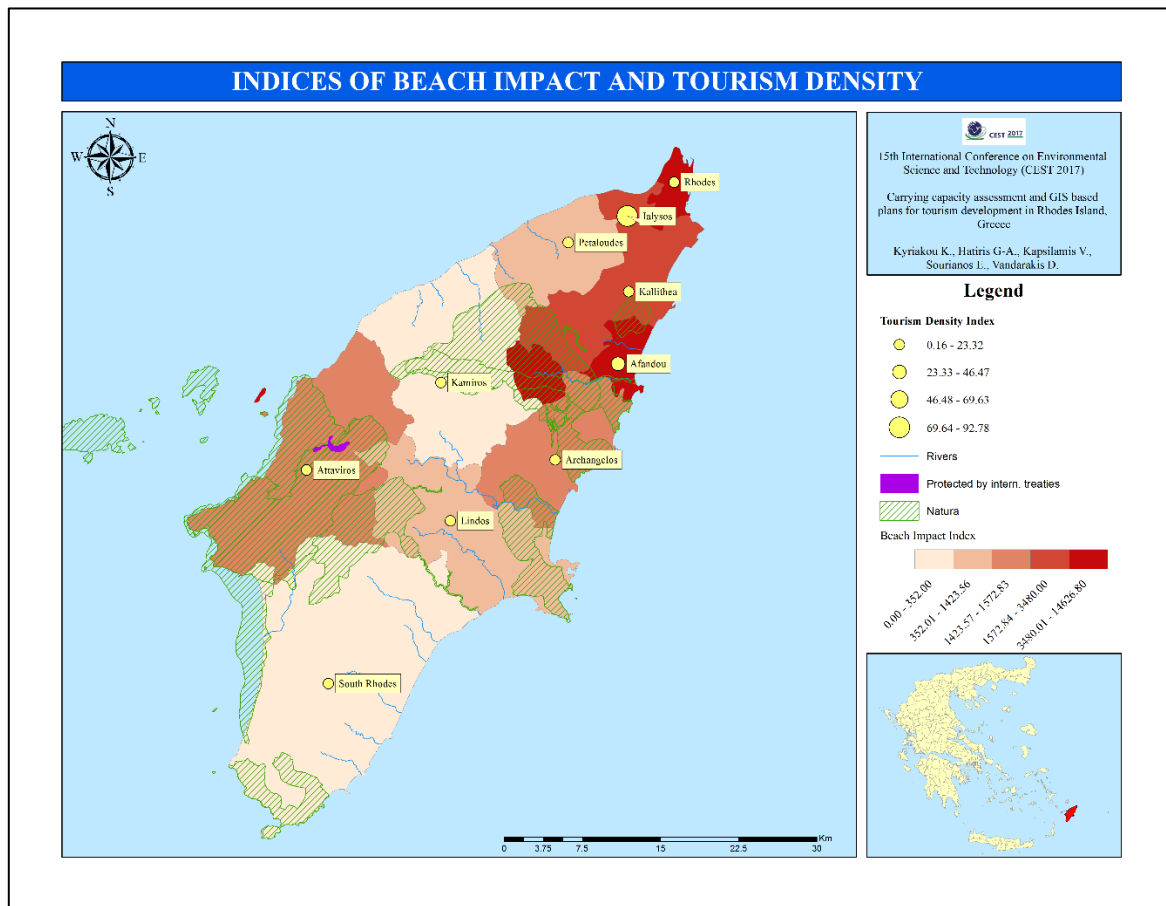 INDICES OF BEACH IMPACT AND TOURISM DENSITY
N
W
E
S
Rhodes
Ialysos
Petaloudes
Kallithea
Afandou
Kamiros
Archangelos
Attaviros
Lindos
South Rhodes
Km
0 3.75 7.5 15 22.5 30
CEST 2017
15th International Conference on Environmental
Science and Technology (CEST 2017)
Carrying capacity assessment and GIS based
plans for tourism development in Rhodes Island,
Greece
Kyriakou K., Hatiris G-A., Kapsilamis V.,
Sourianos E., Vandarakis D.
Legend
Tourism Density Index
0.16 - 23.32
23.33 - 46.47
46.48 - 69.63
69.64 - 92.78
Rivers
Protected by intern. treaties
Natura
Beach Impact Index
0.00 - 352.00
352.01 - 1423.56
1423.57 - 1572.83
1572.84 - 3480.00
3480.01 - 14626.80